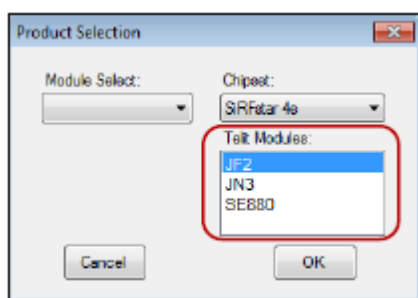 Product Selection
Module Select:
Chipset:
SiRFstar 4e
Telit Modules:
JF2
JN3
SE880
Cancel
OK